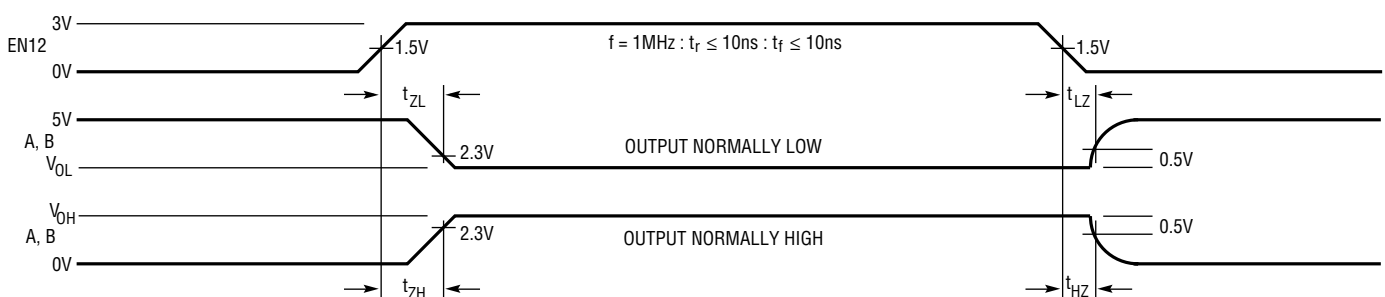 3V
EN12
1.5V
f = 1MHz : tr ≤ 10ns : tf ≤ 10ns
1.5V
0V
tZL
tLZ
5V
A, B
2.3V
OUTPUT NORMALLY LOW
0.5V
VOL
VOH
A, B
2.3V
OUTPUT NORMALLY HIGH
0.5V
0V
tZH
tHZ